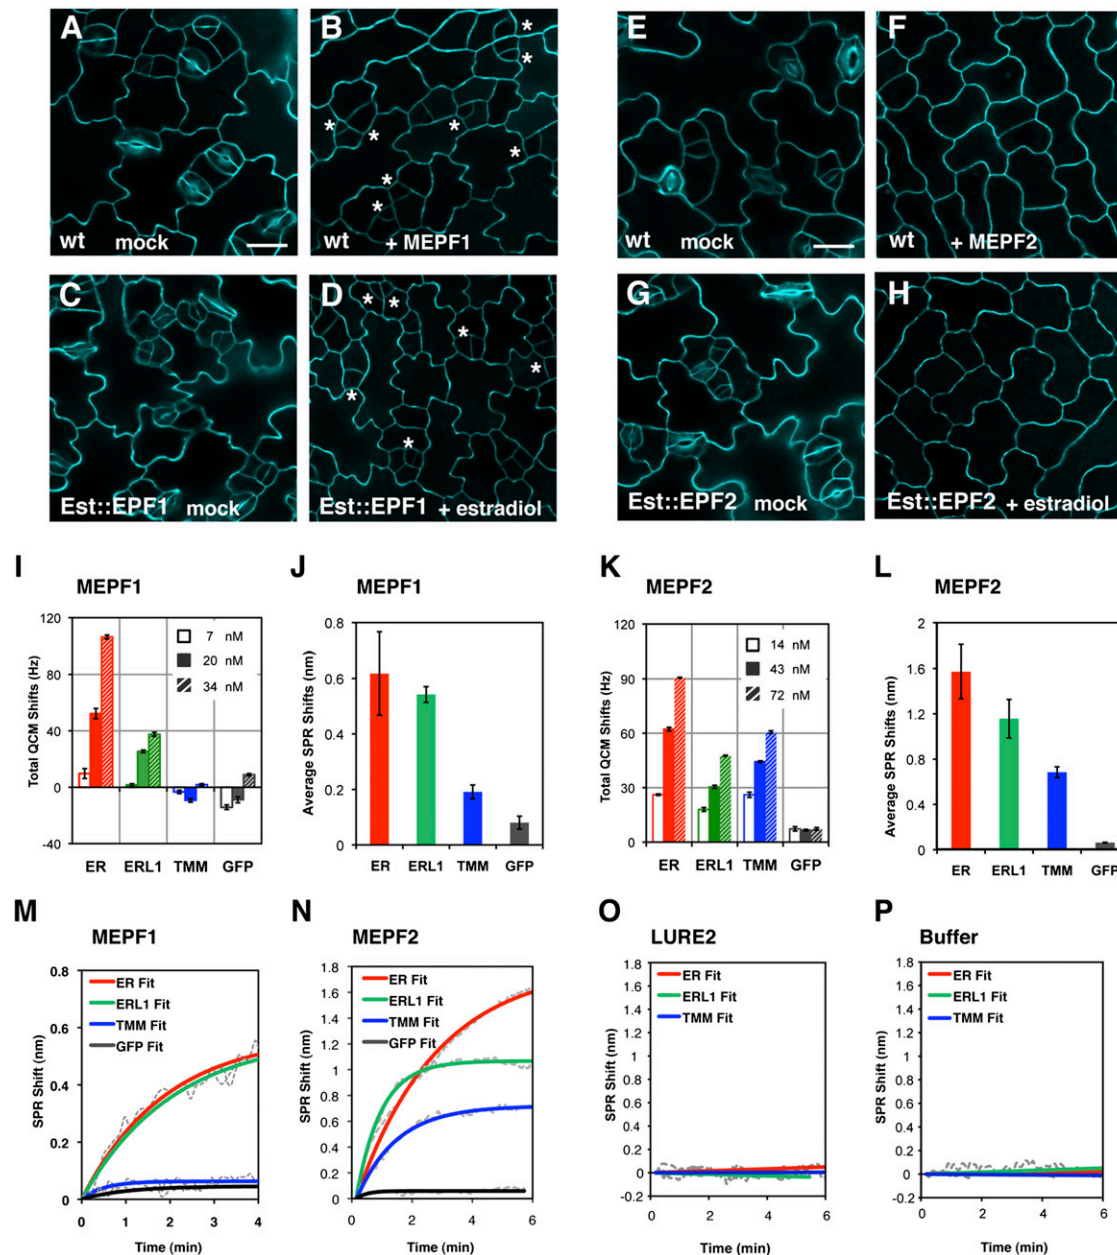 A B E F
* *
* * * *
* *
wt mock wt + MEPF1 wt mock wt + MEPF2
C D G H
* *
* *
* *
Est::EPF1 mock Est::EPF1 + estradiol Est::EPF2 mock Est::EPF2 + estradiol
I MEPF1
Total QCM Shifts (Hz)
120
80
40
0
-40
7 nM
20 nM
34 nM
ER ERL1 TMM GFP
J MEPF1
Average SPR Shifts (nm)
0.8
0.6
0.4
0.2
0
ER ERL1 TMM GFP
K MEPF2
Total QCM Shifts (Hz)
120
90
60
30
0
14 nM
43 nM
72 nM
ER ERL1 TMM GFP
L MEPF2
Average SPR Shifts (nm)
2
1.6
1.2
0.8
0.4
0
ER ERL1 TMM GFP
M MEPF1
SPR Shift (nm)
0.8
0.6
0.4
0.2
0
ER Fit
ERL1 Fit
TMM Fit
GFP Fit
0 1 2 3 4
Time (min)
N MEPF2
SPR Shift (nm)
1.8
1.6
1.4
1.2
1
0.8
0.6
0.4
0.2
0
ER Fit
ERL1 Fit
TMM Fit
GFP Fit
0 2 4 6
Time (min)
O LURE2
SPR Shift (nm)
1.8
1.6
1.4
1.2
1
0.8
0.6
0.4
0.2
0
-0.2
ER Fit
ERL1 Fit
TMM Fit
0 2 4 6
Time (min)
P Buffer
SPR Shift (nm)
1.8
1.6
1.4
1.2
1
0.8
0.6
0.4
0.2
0
-0.2
ER Fit
ERL1 Fit
TMM Fit
0 2 4 6
Time (min)